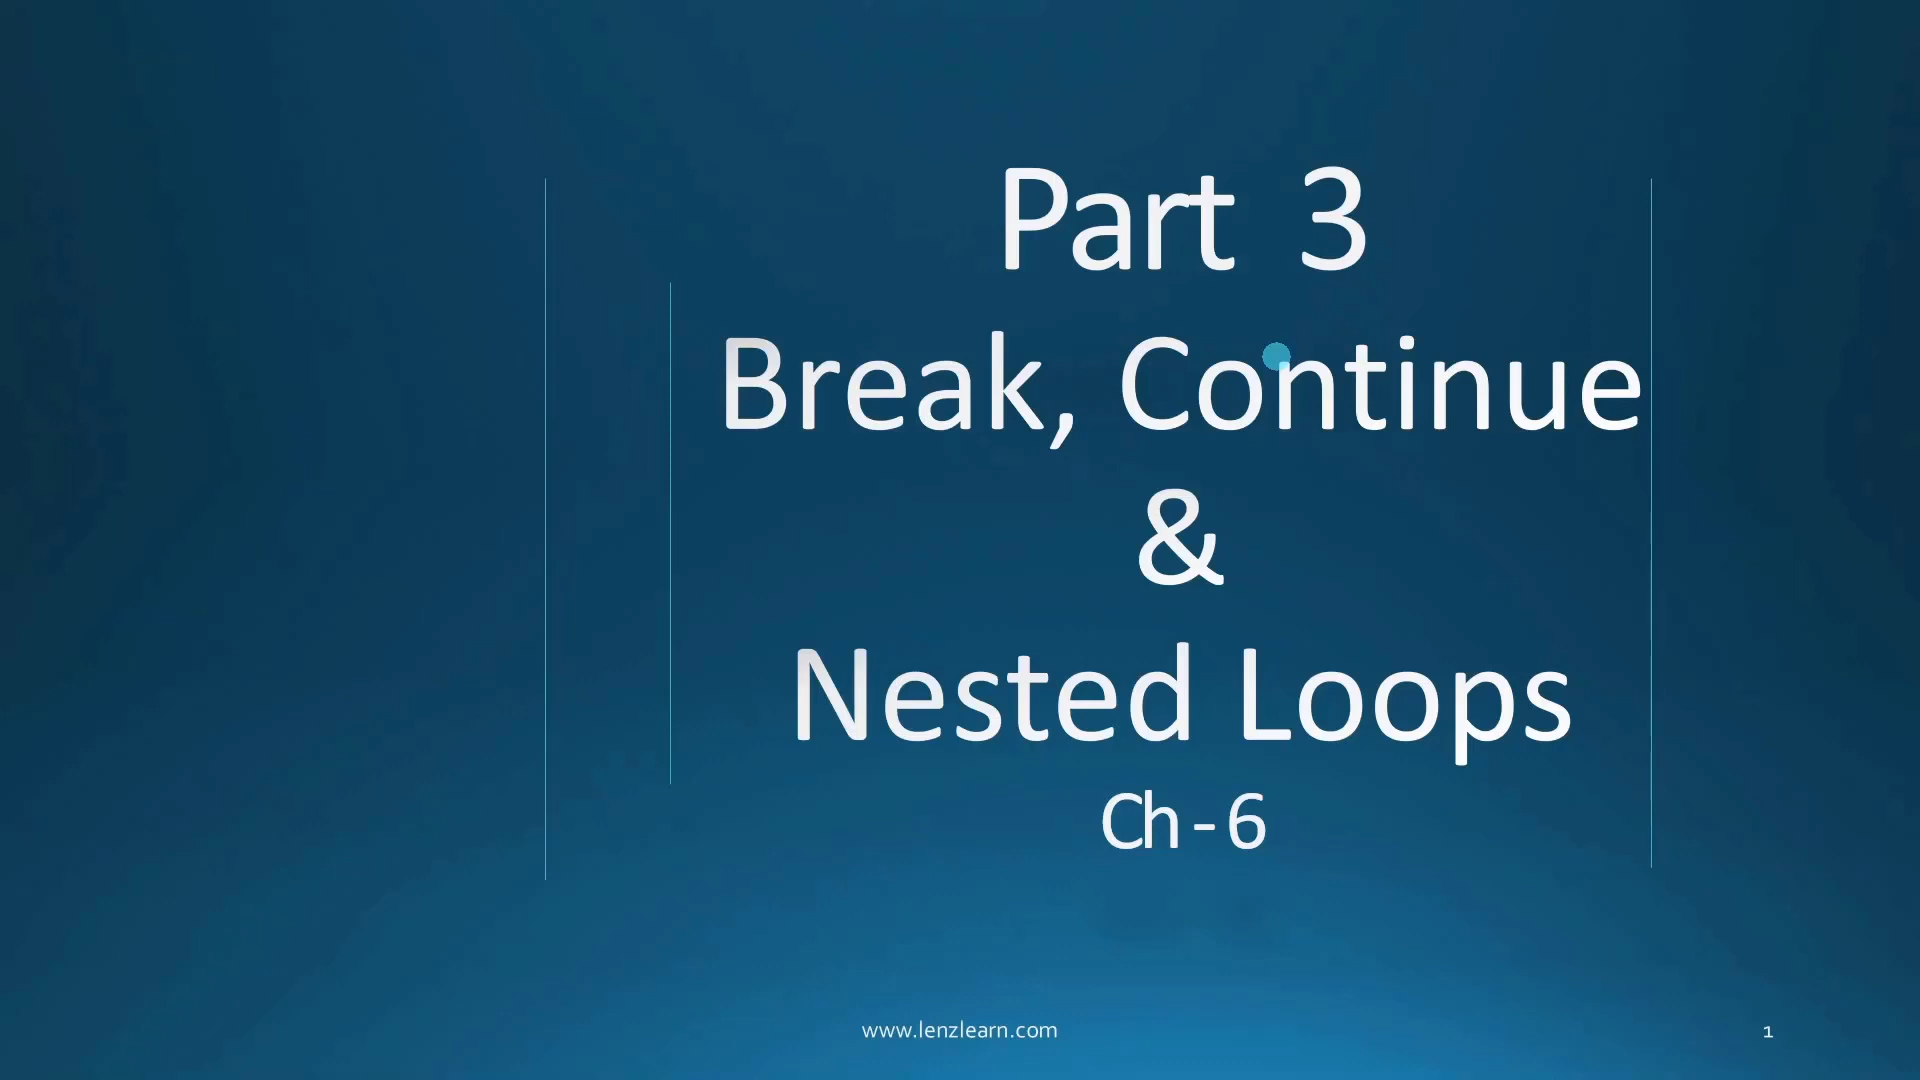 Part 3
Break, Continue
&
Nested Loops
Ch-6
www.lenzlearn.com
1